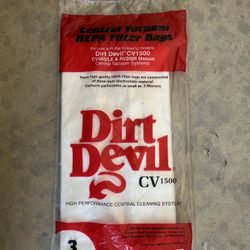 Central Vacuum
HEPA Filter Bags
For use with the following models
Dirt Devil® CV1500
CV950LE & RV2000 Maxum
Central Vacuum Systems
These high quality HEPA Filter bags are constructed
of three layer electrostatic material.
Captures particulates as small as .3 Microns
Dirt
Devil
CV1500
HIGH PERFORMANCE CENTRAL CLEANING SYSTEM
3